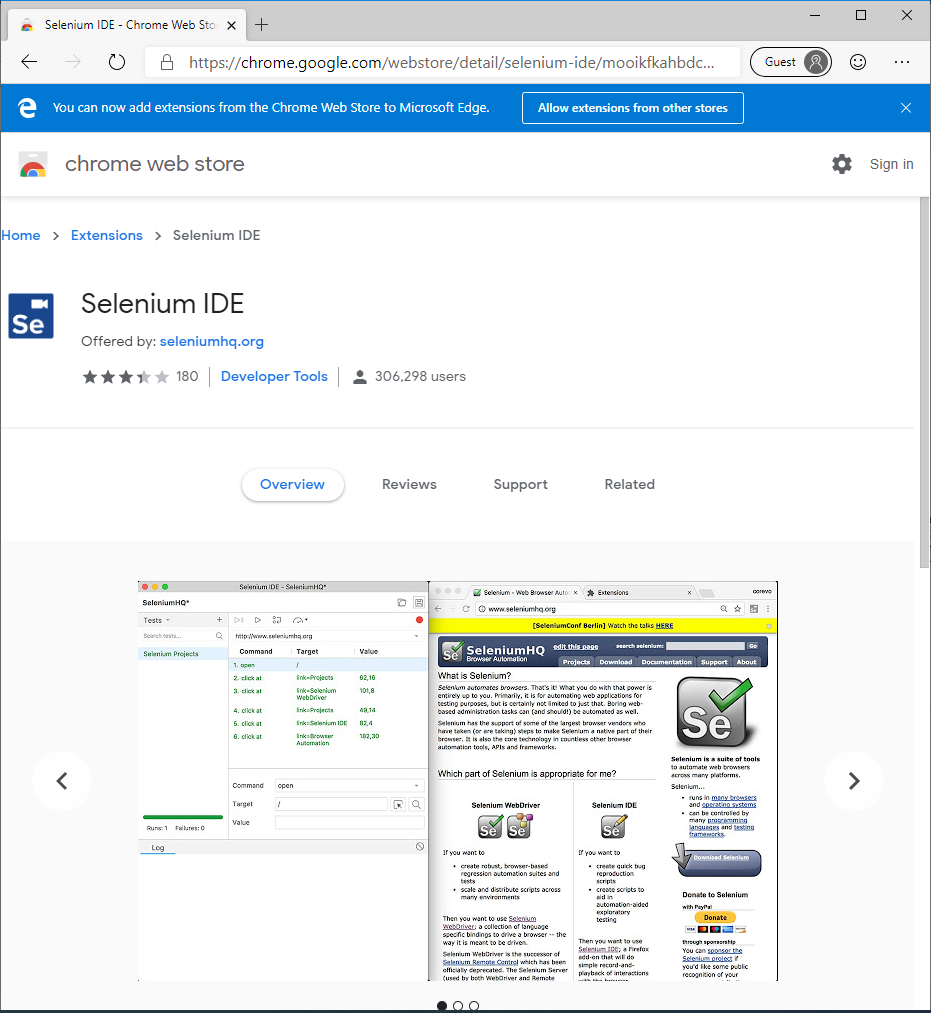 Selenium IDE - Chrome Web Sto
https://chrome.google.com/webstore/detail/selenium-ide/mooikfkahbdc...
Guest
You can now add extensions from the Chrome Web Store to Microsoft Edge.
Allow extensions from other stores
chrome web store
Sign in
Home > Extensions > Selenium IDE
Se
Selenium IDE
Offered by: seleniumhq.org
180
Developer Tools
306,298 users
Overview
Reviews
Support
Related
Selenium IDE - SeleniumHQ*
SeleniumHQ*
Tests
Search tests...
Selenium Projects
http://www.seleniumhq.org
Command Target Value
1. open /
2. click at link=Projects 62,16
3. click at link=Selenium WebDriver 101,8
4. click at link=Projects 49,14
5. click at link=Selenium IDE 82,4
6. click at link=Browser Automation 182,30
Command open
Target /
Value
Runs: 1 Failures: 0
Log
Selenium - Web Browser Auto
Extensions
corevo
www.seleniumhq.org
[SeleniumConf Berlin] Watch the talks HERE
Se
SeleniumHQ
Browser Automation
edit this page
search selenium:
Go
Projects Download Documentation Support About
What is Selenium?
Selenium automates browsers. That's it! What you do with that power is
entirely up to you. Primarily, it is for automating web applications for
testing purposes, but is certainly not limited to just that. Boring web-
based administration tasks can (and should!) be automated as well.
Selenium has the support of some of the largest browser vendors who
have taken (or are taking) steps to make Selenium a native part of their
browser. It is also the core technology in countless other browser
automation tools, APIs and frameworks.
Which part of Selenium is appropriate for me?
Selenium WebDriver
Se Se
If you want to
create robust, browser-based
regression automation suites and
tests
scale and distribute scripts across
many environments
Then you want to use Selenium
WebDriver; a collection of language
specific bindings to drive a browser -- the
way it is meant to be driven.
Selenium WebDriver is the successor of
Selenium Remote Control which has been
officially deprecated. The Selenium Server
(used by both WebDriver and Remote
Selenium IDE
Se
If you want to
create quick bug
reproduction
scripts
create scripts to
aid in
automation-aided
exploratory
testing
Then you want to use
Selenium IDE; a Firefox
add-on that will do
simple record-and-
playback of interactions
with the browser.
Se
Selenium is a suite of tools
to automate web browsers
across many platforms.
Selenium...
runs in many browsers
and operating systems
can be controlled by
many programming
languages and testing
frameworks.
Download Selenium
Donate to Selenium
with PayPal
Donate
VISA
through sponsorship
You can sponsor the
Selenium project if
you'd like some public
recognition of your